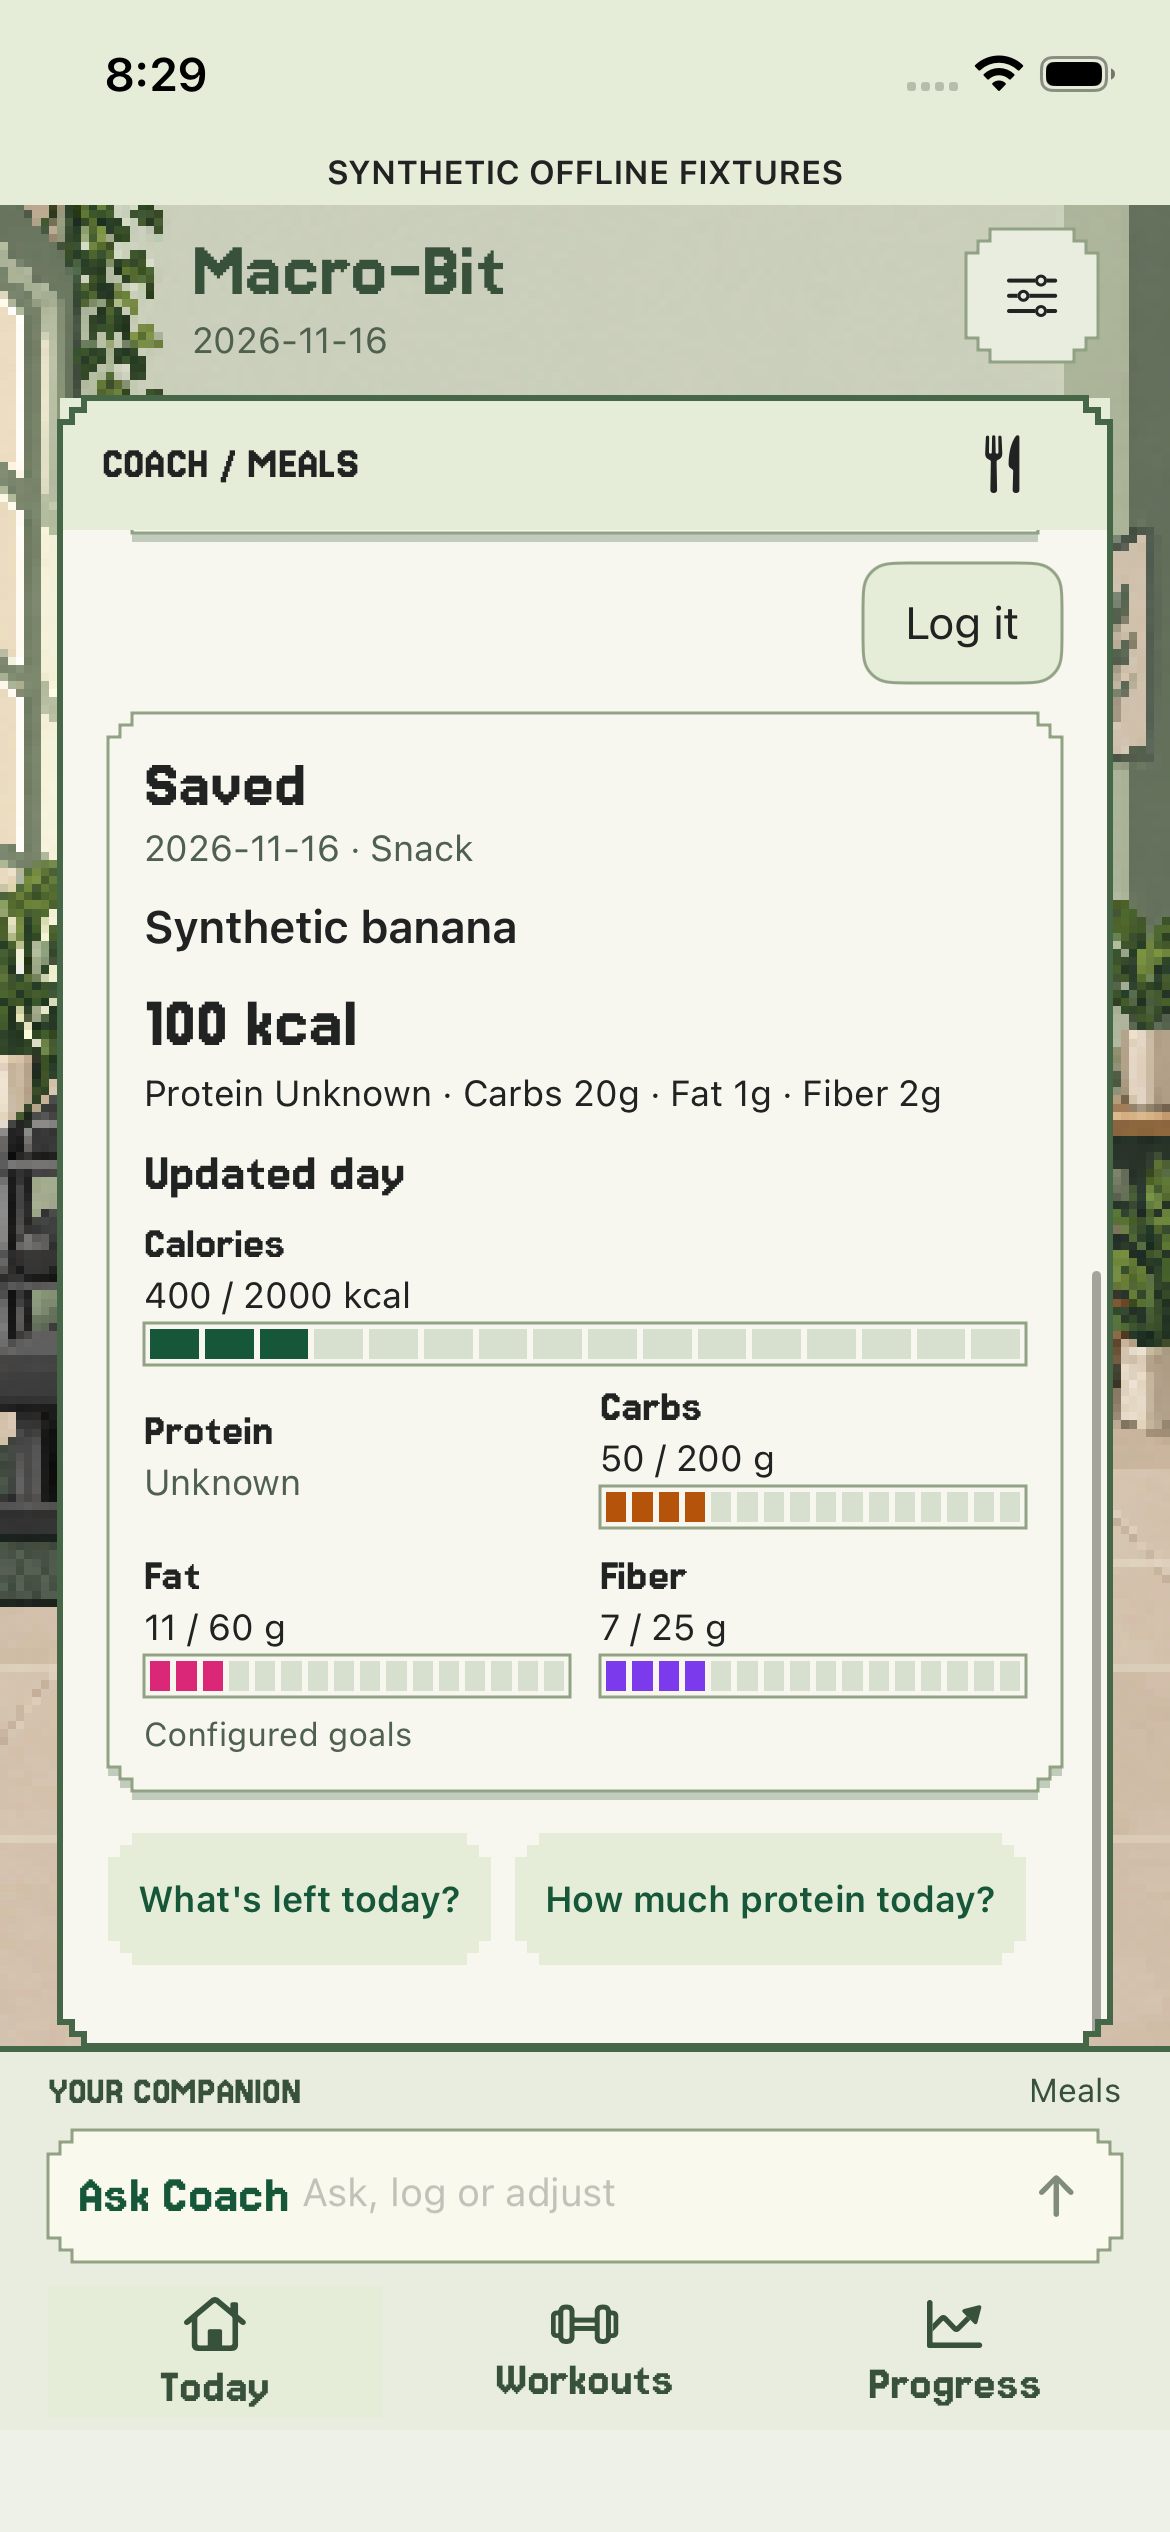 8:29
SYNTHETIC OFFLINE FIXTURES
Macro-Bit
2026-11-16
COACH / MEALS
Log it
Saved
2026-11-16 · Snack
Synthetic banana
100 kcal
Protein Unknown · Carbs 20g · Fat 1g · Fiber 2g
Updated day
Calories
400 / 2000 kcal
Protein
Unknown
Carbs
50 / 200 g
Fat
11 / 60 g
Fiber
7 / 25 g
Configured goals
What's left today?
How much protein today?
YOUR COMPANION
Meals
Ask Coach Ask, log or adjust
Today
Workouts
Progress